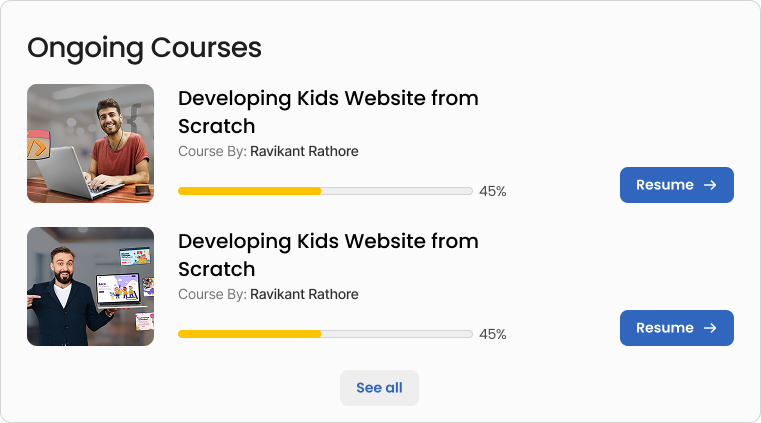 Ongoing Courses
Developing Kids Website from
Scratch
Course By: Ravikant Rathore
45%
Resume →
Developing Kids Website from
Scratch
Course By: Ravikant Rathore
45%
Resume →
See all